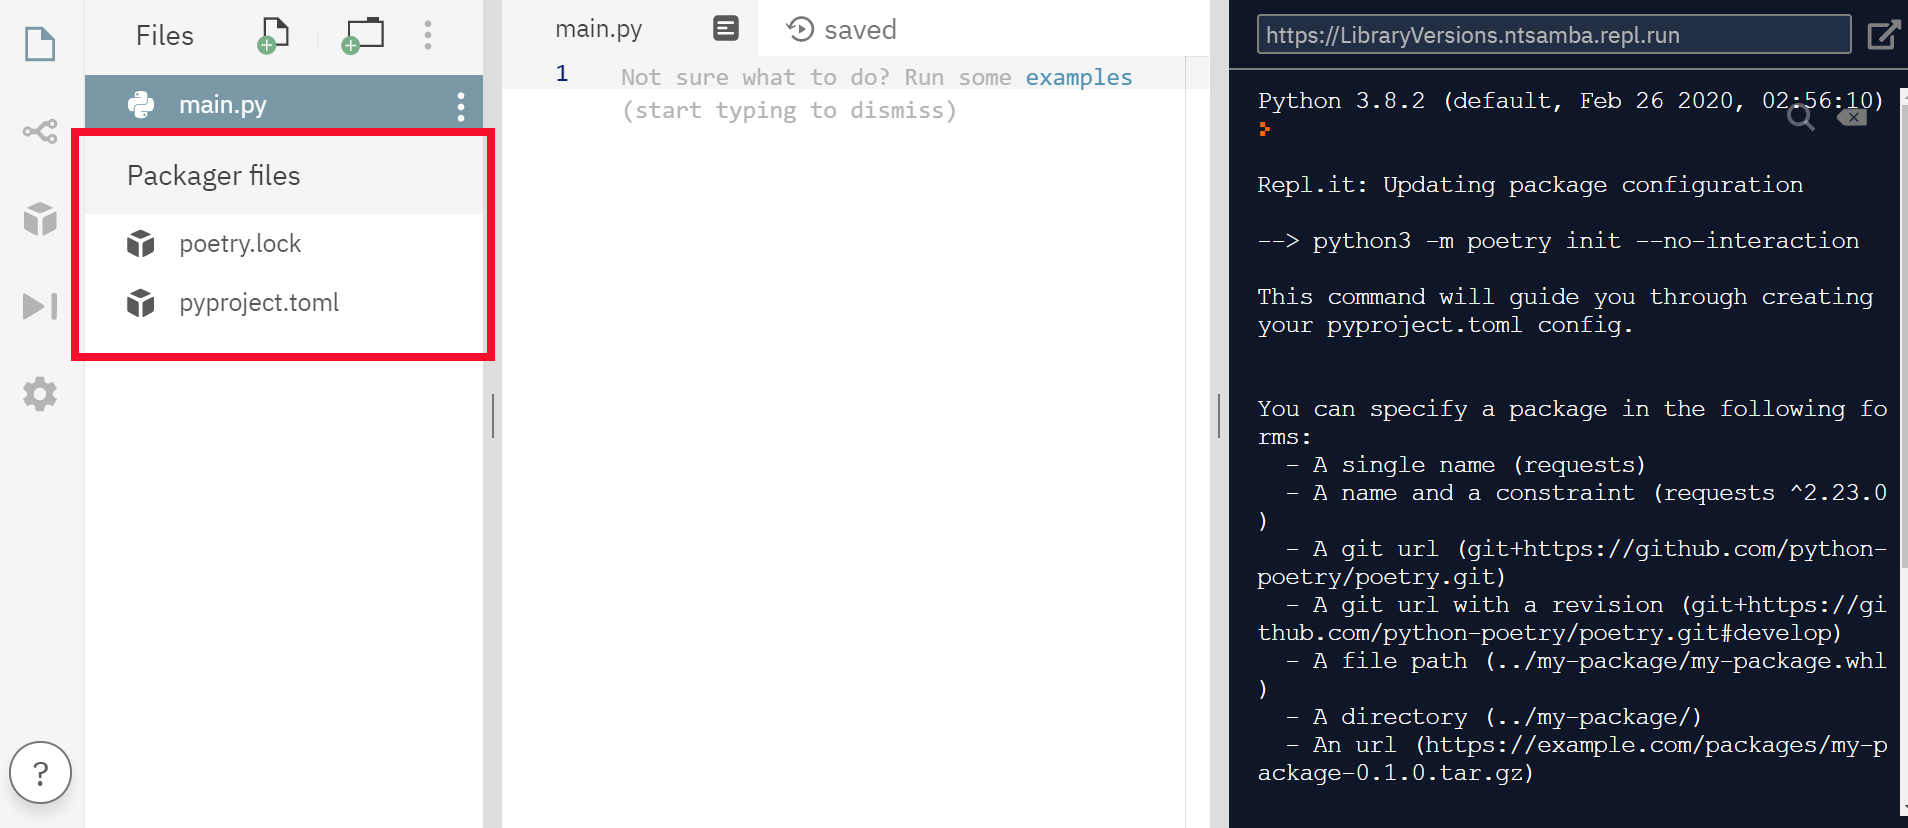 Files
main.py
Packager files
poetry.lock
pyproject.toml
?
main.py
saved
1 Not sure what to do? Run some examples
(start typing to dismiss)
https://LibraryVersions.ntsamba.repl.run
Python 3.8.2 (default, Feb 26 2020, 02:56:10)
Repl.it: Updating package configuration
--> python3 -m poetry init --no-interaction
This command will guide you through creating
your pyproject.toml config.
You can specify a package in the following fo
rms:
- A single name (requests)
- A name and a constraint (requests ^2.23.0
)
- A git url (git+https://github.com/python-
poetry/poetry.git)
- A git url with a revision (git+https://gi
thub.com/python-poetry/poetry.git#develop)
- A file path (../my-package/my-package.whl
)
- A directory (../my-package/)
- An url (https://example.com/packages/my-p
ackage-0.1.0.tar.gz)